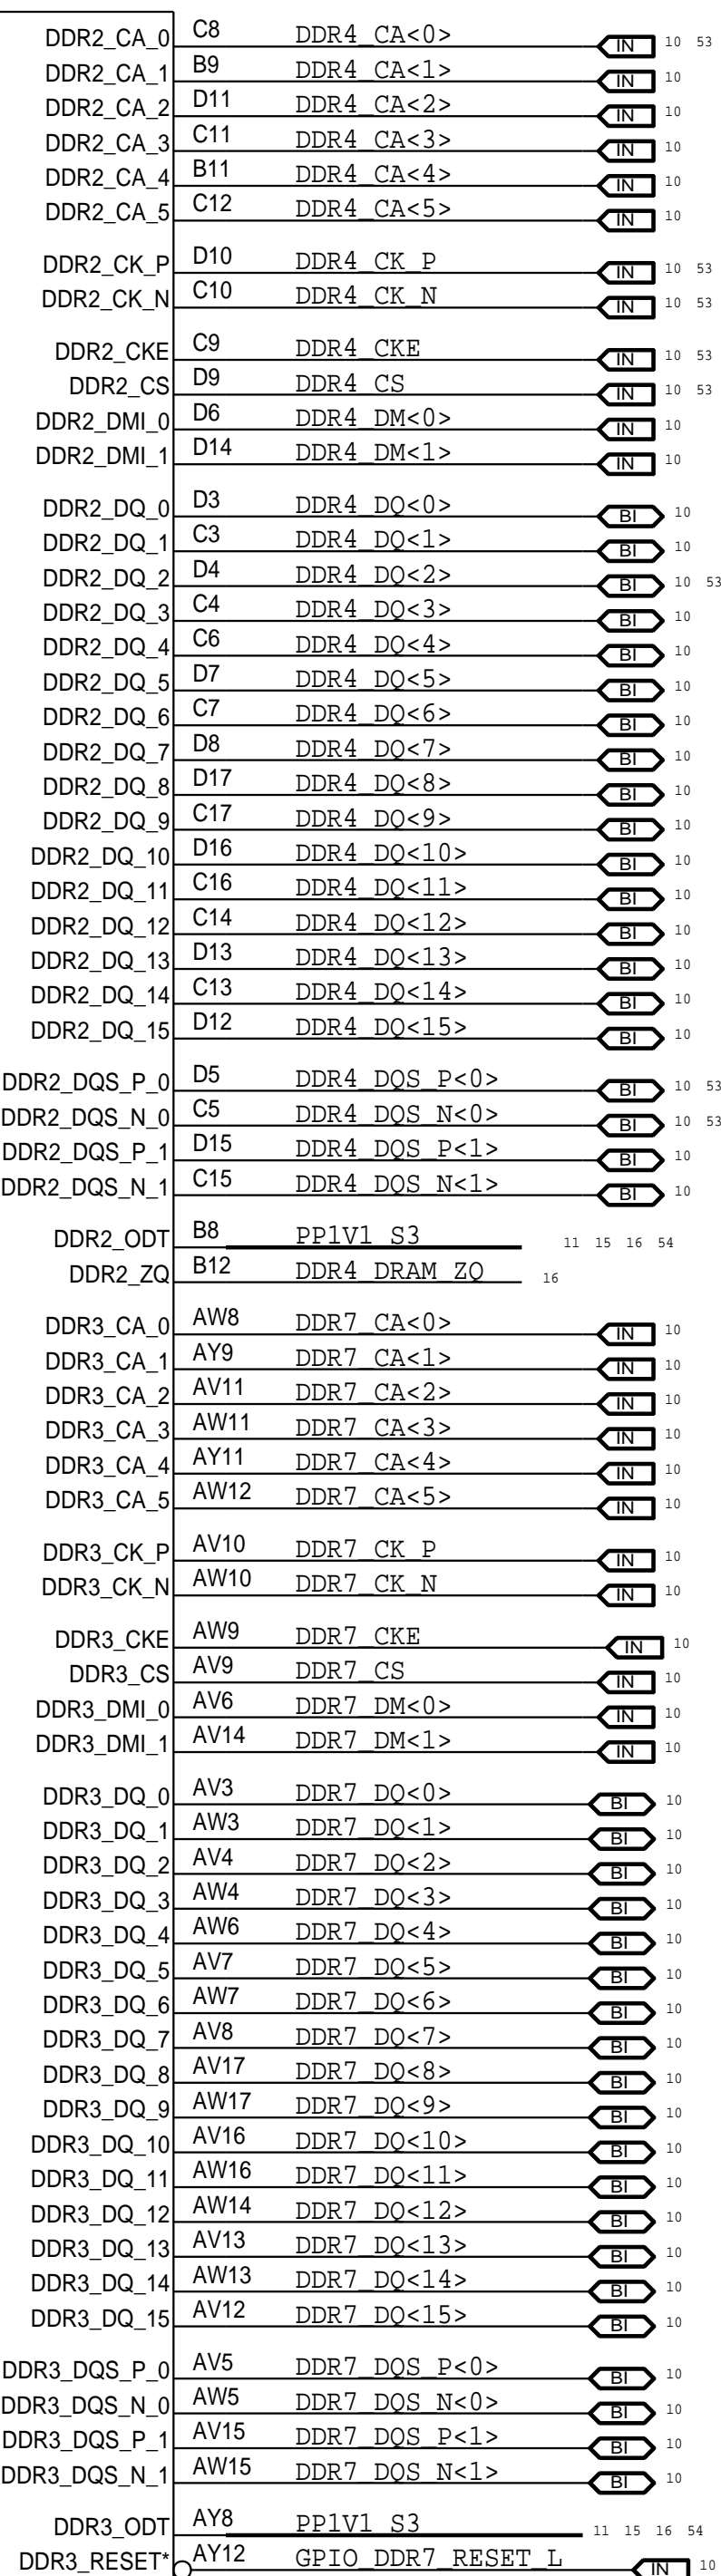 DDR2_CA_0 C8 DDR4_CA<0> IN 10 53
DDR2_CA_1 B9 DDR4_CA<1> IN 10
DDR2_CA_2 D11 DDR4_CA<2> IN 10
DDR2_CA_3 C11 DDR4_CA<3> IN 10
DDR2_CA_4 B11 DDR4_CA<4> IN 10
DDR2_CA_5 C12 DDR4_CA<5> IN 10
DDR2_CK_P D10 DDR4_CK_P IN 10 53
DDR2_CK_N C10 DDR4_CK_N IN 10 53
DDR2_CKE C9 DDR4_CKE IN 10 53
DDR2_CS D9 DDR4_CS IN 10 53
DDR2_DMI_0 D6 DDR4_DM<0> IN 10
DDR2_DMI_1 D14 DDR4_DM<1> IN 10
DDR2_DQ_0 D3 DDR4_DQ<0> BI 10
DDR2_DQ_1 C3 DDR4_DQ<1> BI 10
DDR2_DQ_2 D4 DDR4_DQ<2> BI 10 53
DDR2_DQ_3 C4 DDR4_DQ<3> BI 10
DDR2_DQ_4 C6 DDR4_DQ<4> BI 10
DDR2_DQ_5 D7 DDR4_DQ<5> BI 10
DDR2_DQ_6 C7 DDR4_DQ<6> BI 10
DDR2_DQ_7 D8 DDR4_DQ<7> BI 10
DDR2_DQ_8 D17 DDR4_DQ<8> BI 10
DDR2_DQ_9 C17 DDR4_DQ<9> BI 10
DDR2_DQ_10 D16 DDR4_DQ<10> BI 10
DDR2_DQ_11 C16 DDR4_DQ<11> BI 10
DDR2_DQ_12 C14 DDR4_DQ<12> BI 10
DDR2_DQ_13 D13 DDR4_DQ<13> BI 10
DDR2_DQ_14 C13 DDR4_DQ<14> BI 10
DDR2_DQ_15 D12 DDR4_DQ<15> BI 10
DDR2_DQS_P_0 D5 DDR4_DQS_P<0> BI 10 53
DDR2_DQS_N_0 C5 DDR4_DQS_N<0> BI 10 53
DDR2_DQS_P_1 D15 DDR4_DQS_P<1> BI 10
DDR2_DQS_N_1 C15 DDR4_DQS_N<1> BI 10
DDR2_ODT B8 PP1V1_S3 11 15 16 54
DDR2_ZQ B12 DDR4_DRAM_ZQ 16
DDR3_CA_0 AW8 DDR7_CA<0> IN 10
DDR3_CA_1 AY9 DDR7_CA<1> IN 10
DDR3_CA_2 AV11 DDR7_CA<2> IN 10
DDR3_CA_3 AW11 DDR7_CA<3> IN 10
DDR3_CA_4 AY11 DDR7_CA<4> IN 10
DDR3_CA_5 AW12 DDR7_CA<5> IN 10
DDR3_CK_P AV10 DDR7_CK_P IN 10
DDR3_CK_N AW10 DDR7_CK_N IN 10
DDR3_CKE AW9 DDR7_CKE IN 10
DDR3_CS AV9 DDR7_CS IN 10
DDR3_DMI_0 AV6 DDR7_DM<0> IN 10
DDR3_DMI_1 AV14 DDR7_DM<1> IN 10
DDR3_DQ_0 AV3 DDR7_DQ<0> BI 10
DDR3_DQ_1 AW3 DDR7_DQ<1> BI 10
DDR3_DQ_2 AV4 DDR7_DQ<2> BI 10
DDR3_DQ_3 AW4 DDR7_DQ<3> BI 10
DDR3_DQ_4 AW6 DDR7_DQ<4> BI 10
DDR3_DQ_5 AV7 DDR7_DQ<5> BI 10
DDR3_DQ_6 AW7 DDR7_DQ<6> BI 10
DDR3_DQ_7 AV8 DDR7_DQ<7> BI 10
DDR3_DQ_8 AV17 DDR7_DQ<8> BI 10
DDR3_DQ_9 AW17 DDR7_DQ<9> BI 10
DDR3_DQ_10 AV16 DDR7_DQ<10> BI 10
DDR3_DQ_11 AW16 DDR7_DQ<11> BI 10
DDR3_DQ_12 AW14 DDR7_DQ<12> BI 10
DDR3_DQ_13 AV13 DDR7_DQ<13> BI 10
DDR3_DQ_14 AW13 DDR7_DQ<14> BI 10
DDR3_DQ_15 AV12 DDR7_DQ<15> BI 10
DDR3_DQS_P_0 AV5 DDR7_DQS_P<0> BI 10
DDR3_DQS_N_0 AW5 DDR7_DQS_N<0> BI 10
DDR3_DQS_P_1 AV15 DDR7_DQS_P<1> BI 10
DDR3_DQS_N_1 AW15 DDR7_DQS_N<1> BI 10
DDR3_ODT AY8 PP1V1_S3 11 15 16 54
DDR3_RESET* AY12 GPIO_DDR7_RESET_L IN 10